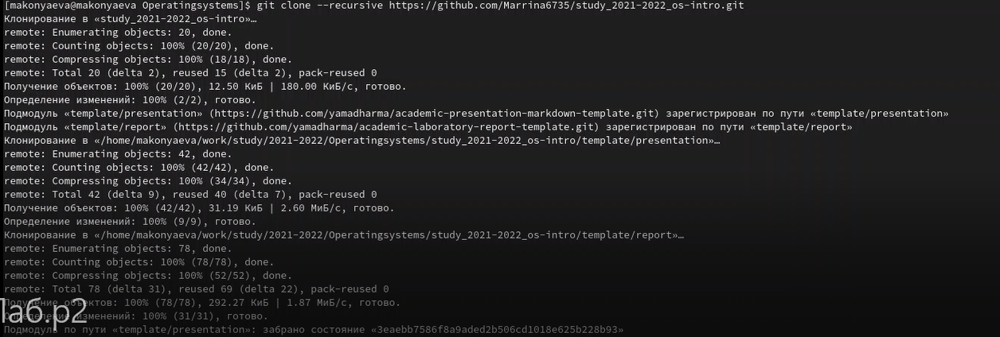 [makonyaeva@makonyaeva Operatingsystems]$ git clone --recursive https://github.com/Marrina6735/study_2021-2022_os-intro.git
Клонирование в «study_2021-2022_os-intro»…
remote: Enumerating objects: 20, done.
remote: Counting objects: 100% (20/20), done.
remote: Compressing objects: 100% (18/18), done.
remote: Total 20 (delta 2), reused 15 (delta 2), pack-reused 0
Получение объектов: 100% (20/20), 12.50 КиБ | 180.00 КиБ/с, готово.
Определение изменений: 100% (2/2), готово.
Подмодуль «template/presentation» (https://github.com/yamadharma/academic-presentation-markdown-template.git) зарегистрирован по пути «template/presentation»
Подмодуль «template/report» (https://github.com/yamadharma/academic-laboratory-report-template.git) зарегистрирован по пути «template/report»
Клонирование в «/home/makonyaeva/work/study/2021-2022/Operatingsystems/study_2021-2022_os-intro/template/presentation»…
remote: Enumerating objects: 42, done.
remote: Counting objects: 100% (42/42), done.
remote: Compressing objects: 100% (34/34), done.
remote: Total 42 (delta 9), reused 40 (delta 7), pack-reused 0
Получение объектов: 100% (42/42), 31.19 КиБ | 2.60 МиБ/с, готово.
Определение изменений: 100% (9/9), готово.
Клонирование в «/home/makonyaeva/work/study/2021-2022/Operatingsystems/study_2021-2022_os-intro/template/report»…
remote: Enumerating objects: 78, done.
remote: Counting objects: 100% (78/78), done.
remote: Compressing objects: 100% (52/52), done.
remote: Total 78 (delta 31), reused 69 (delta 22), pack-reused 0
Получение объектов: 100% (78/78), 292.27 КиБ | 1.87 МиБ/с, готово.
Лаб.р2
Определение изменений: 100% (31/31), готово.
Подмодуль по пути «template/presentation»: забрано состояние «3eaebb7586f8a9aded2b506cd1018e625b228b93»